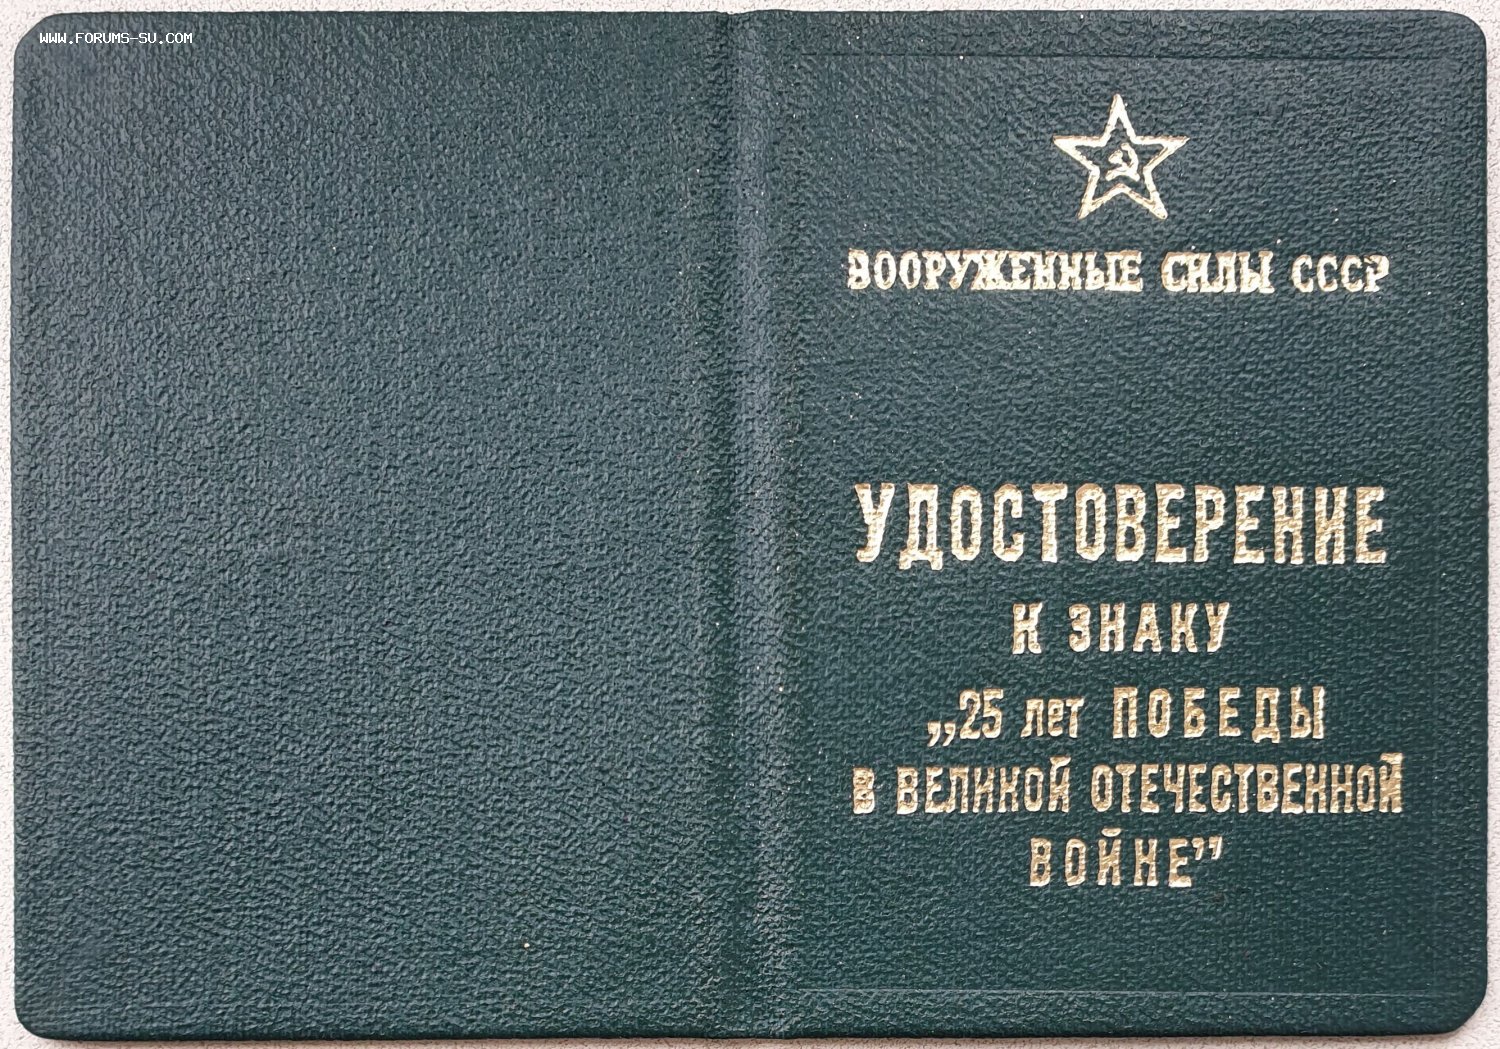 WWW.FORUMS-SU.COM
ВООРУЖЕННЫЕ СИЛЫ СССР
УДОСТОВЕРЕНИЕ
К ЗНАКУ
„25 лет ПОБЕДЫ
В ВЕЛИКОЙ ОТЕЧЕСТВЕННОЙ
ВОЙНЕ”